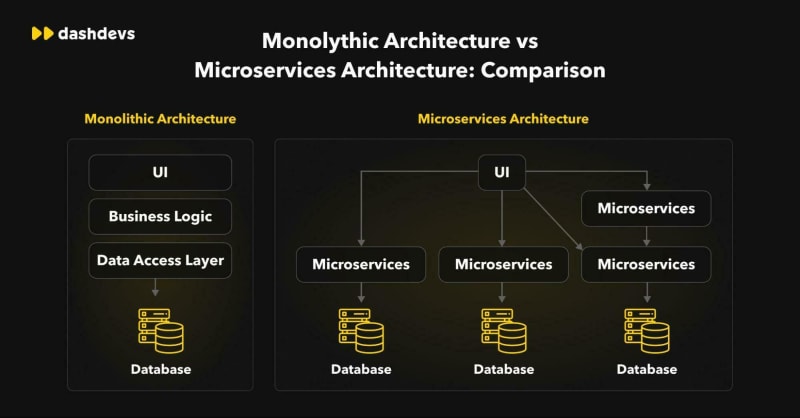 dashdevs
Monolythic Architecture vs
Microservices Architecture: Comparison
Monolithic Architecture
UI
Business Logic
Data Access Layer
Database
Microservices Architecture
UI
Microservices
Microservices
Microservices
Microservices
Database
Database
Database